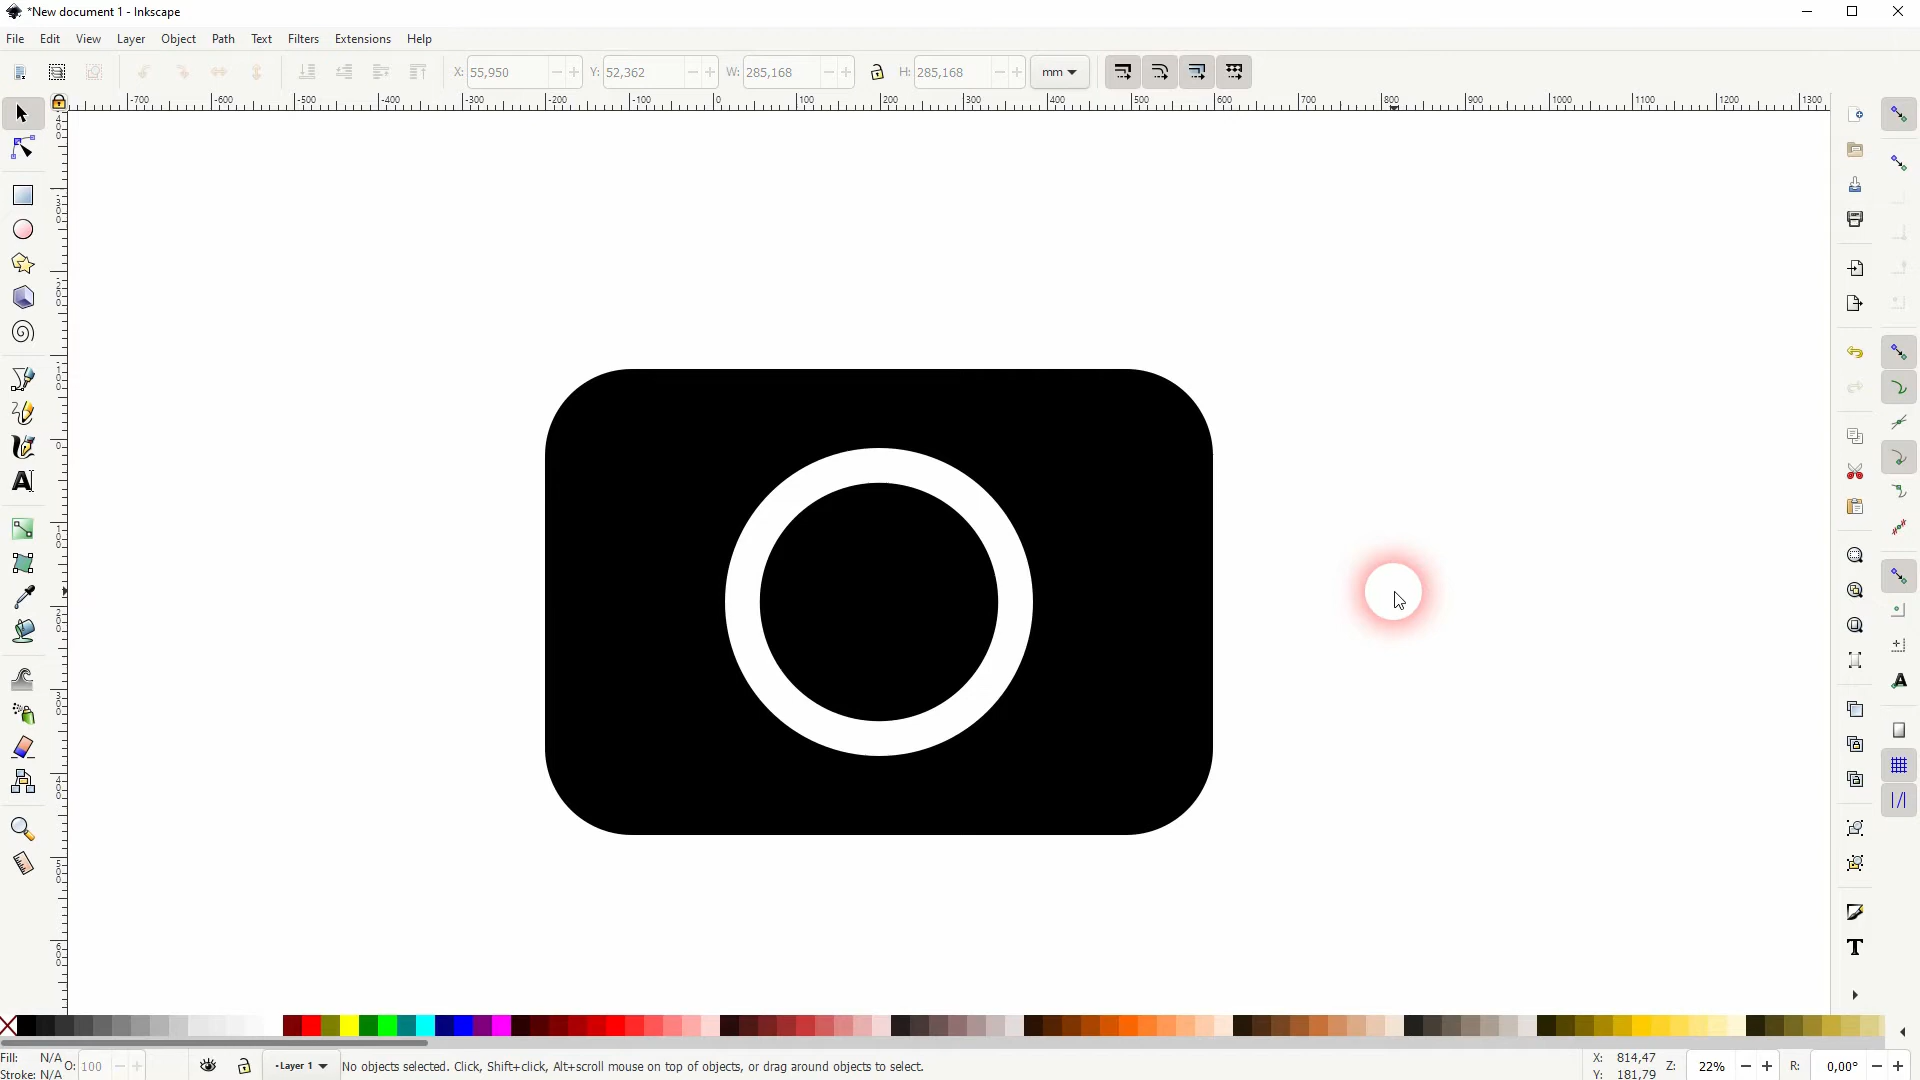 *New document 1 - Inkscape
File Edit View Layer Object Path Text Filters Extensions Help
X: 55,950 Y: 52,362 W: 285,168 H: 285,168 mm
-700 -600 -500 -400 -300 -200 -100 0 100 200 300 400 500 600 700 800 900 1000 1100 1200 1300
Fill: N/A O: 100
Stroke: N/A
Layer 1
No objects selected. Click, Shift+click, Alt+scroll mouse on top of objects, or drag around objects to select.
X: 814,47
Y: 181,79
Z: 22% R: 0,00°